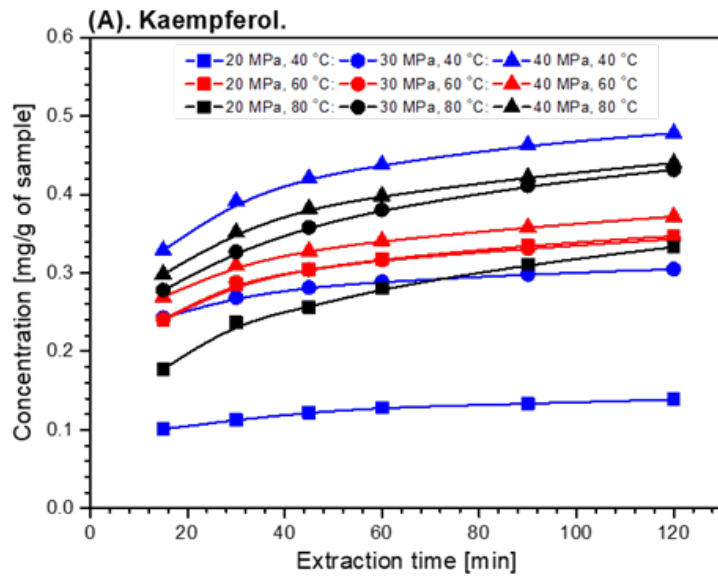 (A). Kaempferol.
0.6
0.5
0.4
0.3
0.2
0.1
0.0
Concentration [mg/g of sample]
20 MPa, 40 °C: 30 MPa, 40 °C: 40 MPa, 40 °C
20 MPa, 60 °C: 30 MPa, 60 °C: 40 MPa, 60 °C
20 MPa, 80 °C: 30 MPa, 80 °C: 40 MPa, 80 °C
0 20 40 60 80 100 120
Extraction time [min]